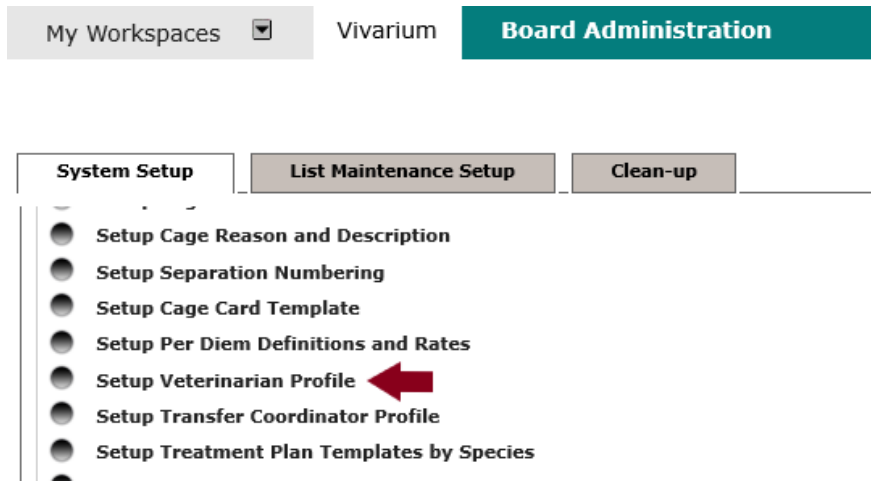 My Workspaces Vivarium Board Administration
System Setup List Maintenance Setup Clean-up
Setup Cage Reason and Description
Setup Separation Numbering
Setup Cage Card Template
Setup Per Diem Definitions and Rates
Setup Veterinarian Profile
Setup Transfer Coordinator Profile
Setup Treatment Plan Templates by Species